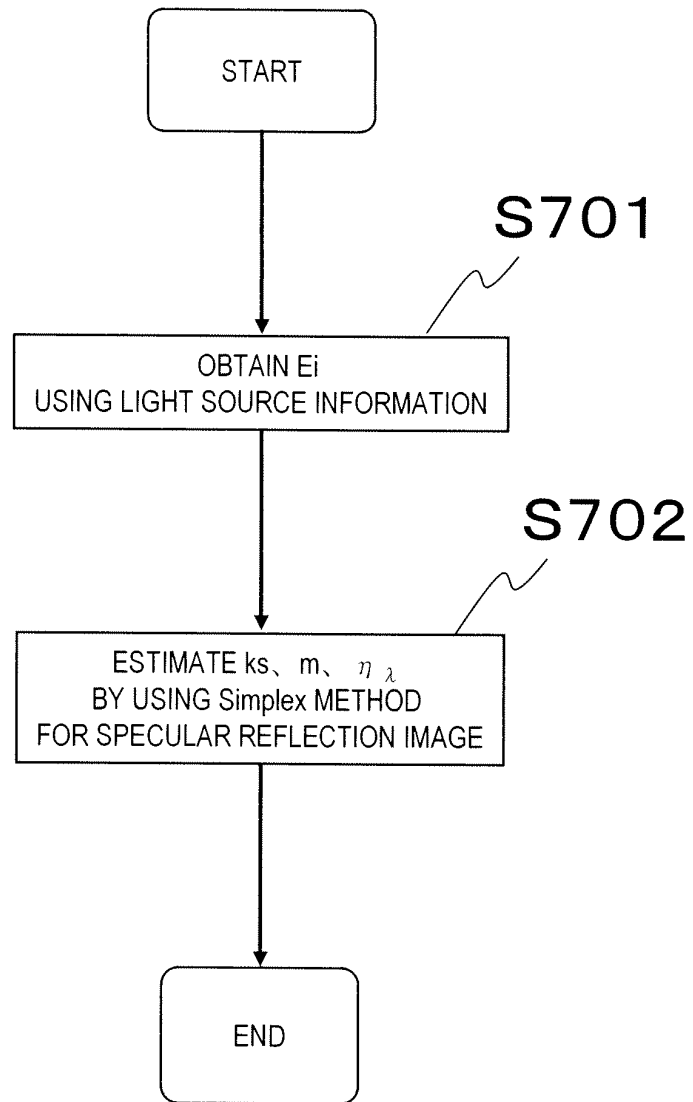 START
S701
OBTAIN Ei
USING LIGHT SOURCE INFORMATION
S702
ESTIMATE ks、m、η λ
BY USING Simplex METHOD
FOR SPECULAR REFLECTION IMAGE
END